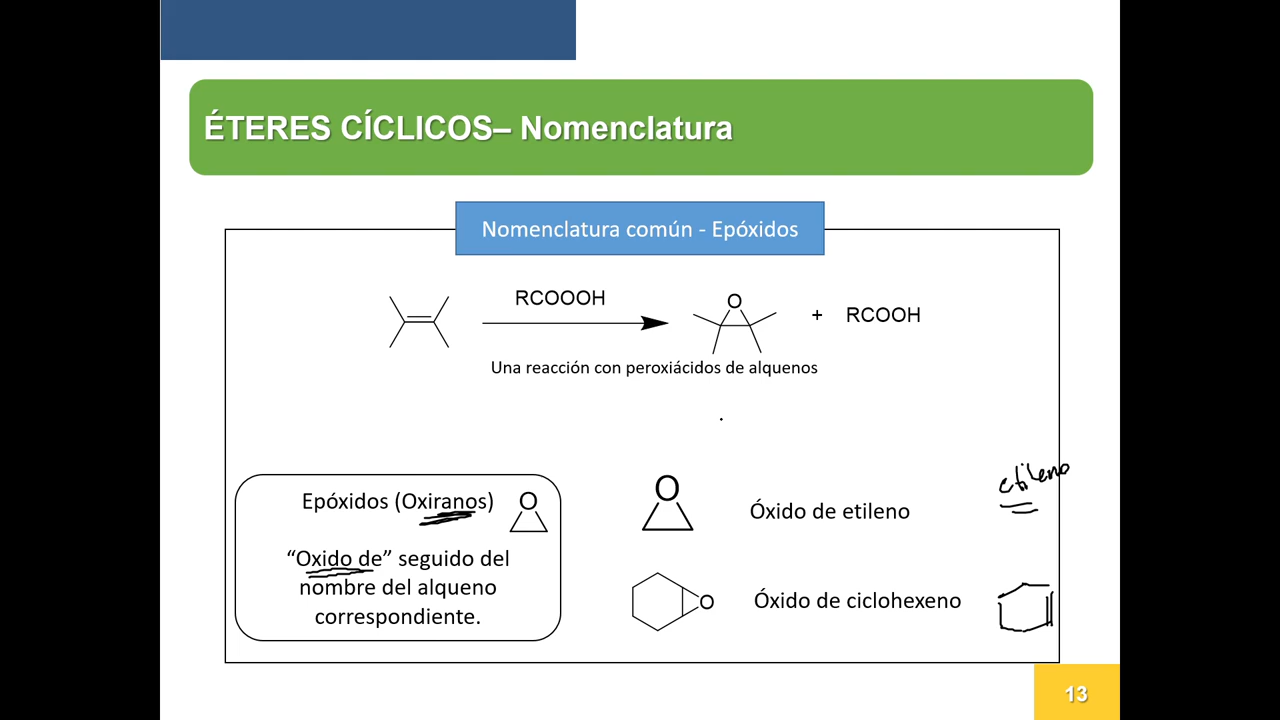 ÉTERES CÍCLICOS– Nomenclatura
Nomenclatura común - Epóxidos
RCOOOH
O
+ RCOOH
Una reacción con peroxiácidos de alquenos
etileno
Epóxidos (Oxiranos)
O
“Oxido de” seguido del
nombre del alqueno
correspondiente.
O
Óxido de etileno
O
Óxido de ciclohexeno
13